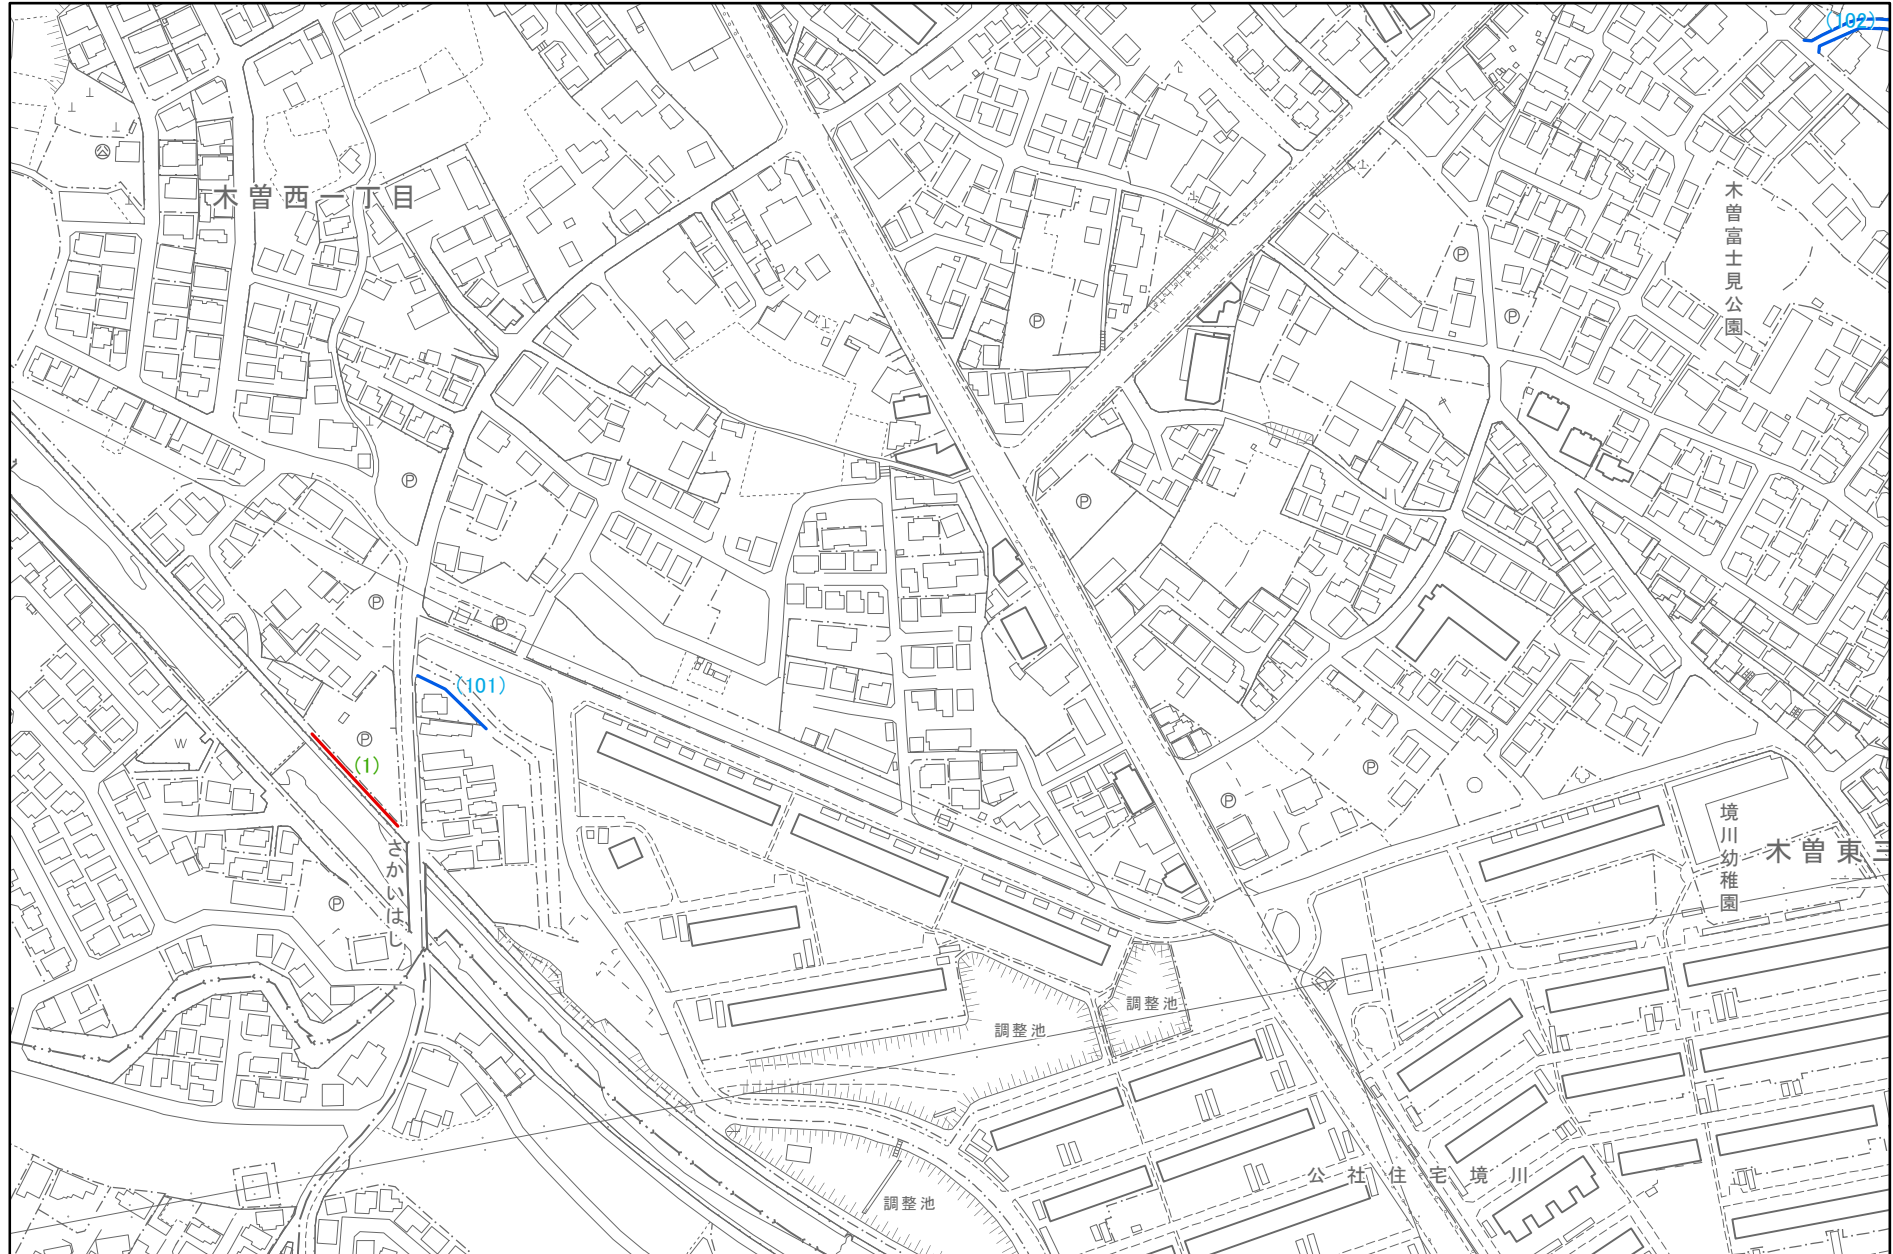 (102)
木曽西一丁目
木曽富士見公園
P
P
P
P
P
P
P
(101)
P
(1)
W
P
P
P
さかいはし
境川幼稚園
木曽東三
調整池
調整池
調整池
公社住宅境川